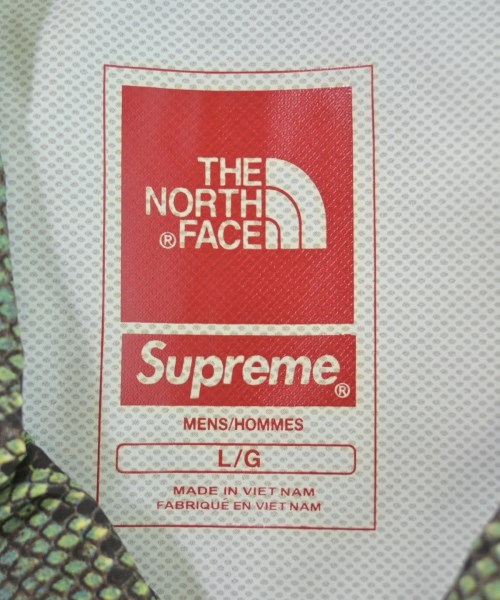 THE
NORTH
®FACE
Supreme®
MENS/HOMMES
L/G
MADE IN VIET NAM
FABRIQUÉ EN VIET NAM